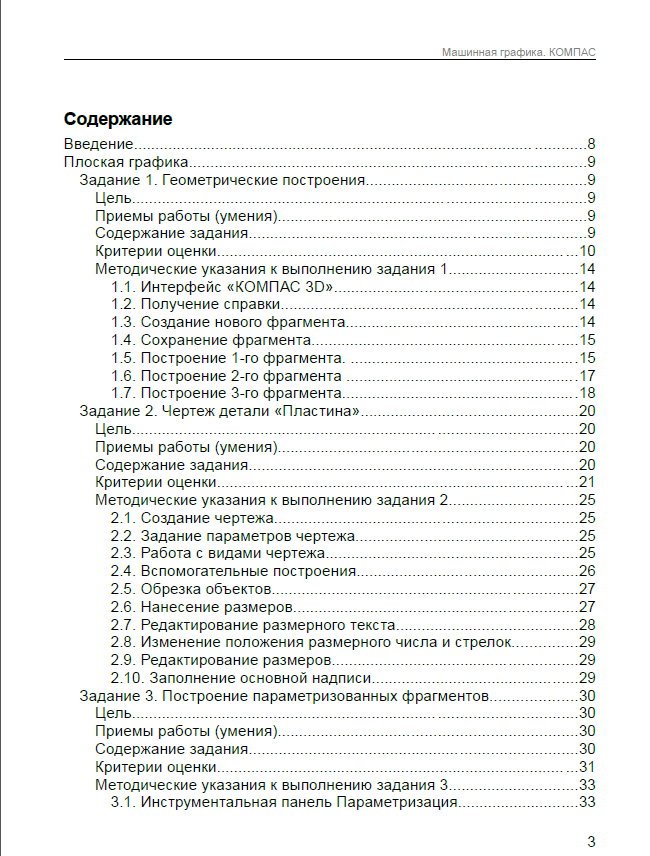 Машинная графика. КОМПАС
Содержание
Введение.....................................................................................................8
Плоская графика........................................................................................9
Задание 1. Геометрические построения..................................................9
Цель............................................................................................................9
Приемы работы (умения)..........................................................................9
Содержание задания.................................................................................9
Критерии оценки......................................................................................10
Методические указания к выполнению задания 1..............................14
1.1. Интерфейс «КОМПАС 3D».............................................................14
1.2. Получение справки..........................................................................14
1.3. Создание нового фрагмента...........................................................14
1.4. Сохранение фрагмента...................................................................15
1.5. Построение 1-го фрагмента. ..........................................................15
1.6. Построение 2-го фрагмента ...........................................................17
1.7. Построение 3-го фрагмента............................................................18
Задание 2. Чертеж детали «Пластина»..................................................20
Цель..........................................................................................................20
Приемы работы (умения)........................................................................20
Содержание задания...............................................................................20
Критерии оценки......................................................................................21
Методические указания к выполнению задания 2..............................25
2.1. Создание чертежа............................................................................25
2.2. Задание параметров чертежа.........................................................25
2.3. Работа с видами чертежа................................................................25
2.4. Вспомогательные построения.........................................................26
2.5. Обрезка объектов.............................................................................27
2.6. Нанесение размеров........................................................................27
2.7. Редактирование размерного текста...............................................28
2.8. Изменение положения размерного числа и стрелок................29
2.9. Редактирование размеров...............................................................29
2.10. Заполнение основной надписи.....................................................29
Задание 3. Построение параметризованных фрагментов....................30
Цель..........................................................................................................30
Приемы работы (умения)........................................................................30
Содержание задания...............................................................................30
Критерии оценки......................................................................................31
Методические указания к выполнению задания 3..............................33
3.1. Инструментальная панель Параметризация.............................33
3